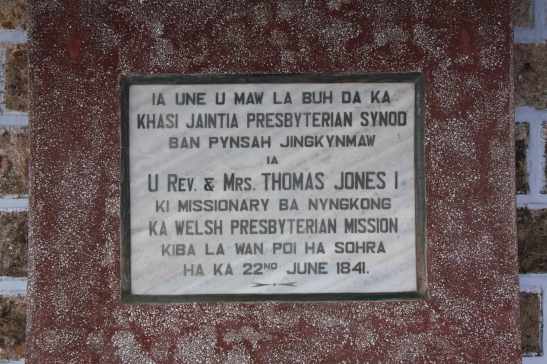 IA UNE U MAW LA BUH DA KA
KHASI JAINTIA PRESBYTERIAN SYNOD
BAN PYNSAH JINGKYNMAW
IA
U REV. & MRS. THOMAS JONES I
KI MISSIONARY BA NYNGKONG
KA WELSH PRESBYTERIAN MISSION
KIBA LA WAN POI HA SOHRA
HA KA 22ND JUNE 1841.